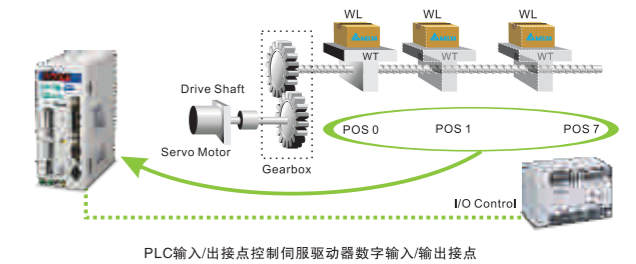 WL WL WL
WT WT WT
Drive Shaft
Servo Motor
Gearbox
POS 0 POS 1 POS 7
I/O Control
PLC输入/出接点控制伺服驱动器数字输入/输出接点